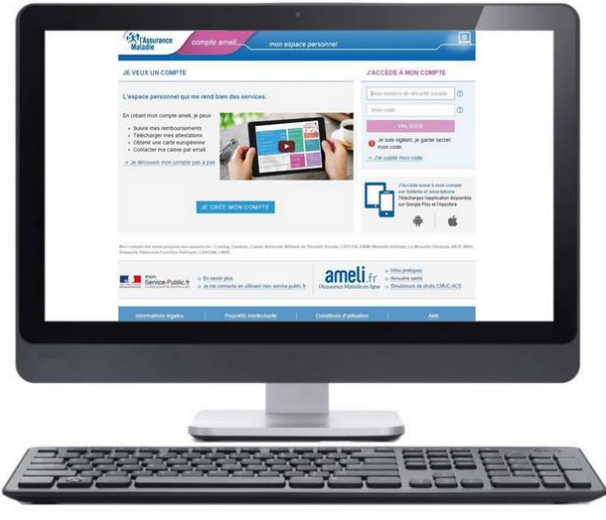 l'Assurance
Maladie
compte ameli
mon espace personnel
JE VEUX UN COMPTE
L'espace personnel qui me rend bien des services.
En créant mon compte ameli, je peux :
Suivre mes remboursements
Télécharger mes attestations
Obtenir une carte européenne
Contacter ma caisse par email
» Je découvre mon compte pas à pas
JE CRÉE MON COMPTE
J'ACCÈDE À MON COMPTE
Mon numéro de sécurité sociale
Mon code
VALIDER
Je suis vigilant, je garde secret
mon code.
» J'ai oublié mon code
J'accède aussi à mon compte
sur tablette et smartphone
Téléchargez l'application disponible
sur Google Play et l'Appstore
mon.
Service-Public.fr
» En savoir plus
» Je me connecte en utilisant mon service-public.fr
ameli.fr
l'Assurance Maladie en ligne
» Infos pratiques
» Annuaire santé
» Simulateurs de droits CMUC-ACS
Informations légales
Propriété intellectuelle
Conditions d'utilisation
Aide